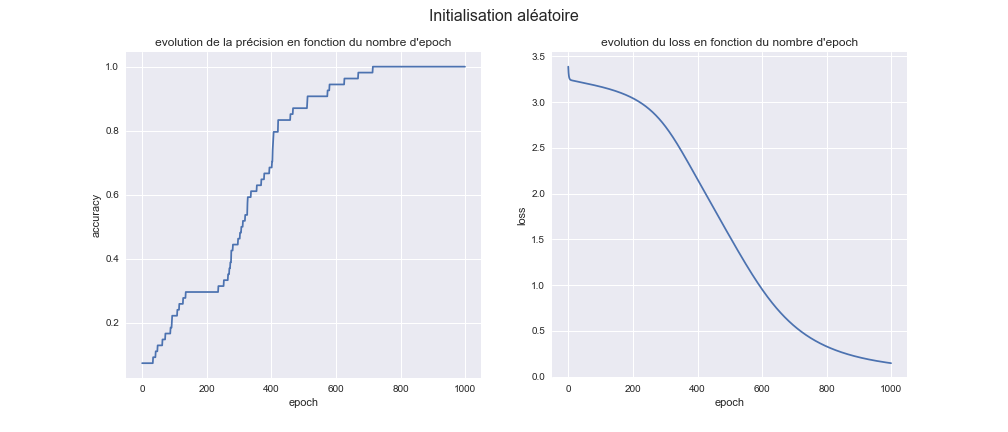 Initialisation aléatoire
evolution de la précision en fonction du nombre d'epoch
1.0
0.8
0.6
0.4
0.2
accuracy
0 200 400 600 800 1000
epoch
evolution du loss en fonction du nombre d'epoch
3.5
3.0
2.5
2.0
1.5
1.0
0.5
0.0
loss
0 200 400 600 800 1000
epoch